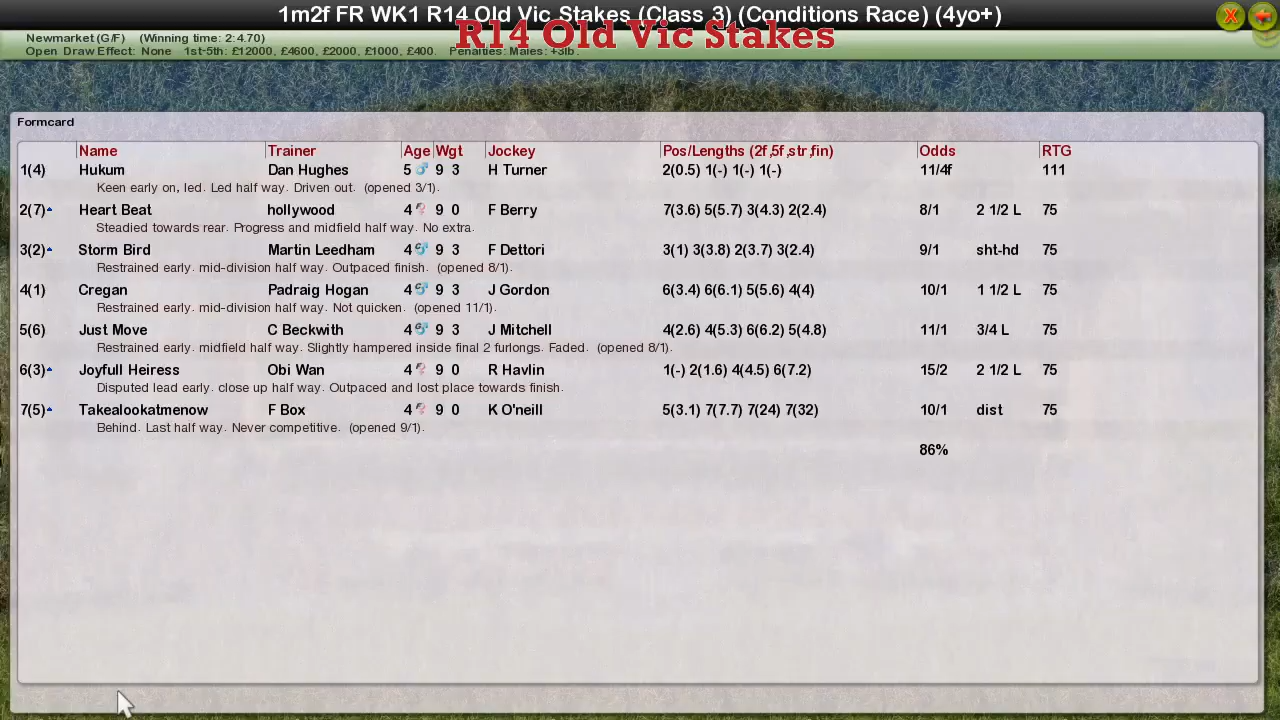 1m2f FR WK1 R14 Old Vic Stakes (Class 3) (Conditions Race) (4yo+)
R14 Old Vic Stakes
Newmarket (G/F) (Winning time: 2:4.70)
Open Draw Effect: None 1st-5th: £12000, £4600, £2000, £1000, £400. Penalties: Males: +3lb.
Formcard
Name Trainer Age Wgt Jockey Pos/Lengths (2f,5f,str,fin) Odds RTG
1(4) Hukum Dan Hughes 5 9 3 H Turner 2(0.5) 1(-) 1(-) 1(-) 11/4f 111
Keen early on, led. Led half way. Driven out. (opened 3/1).
2(7) Heart Beat hollywood 4 9 0 F Berry 7(3.6) 5(5.7) 3(4.3) 2(2.4) 8/1 2 1/2 L 75
Steadied towards rear. Progress and midfield half way. No extra.
3(2) Storm Bird Martin Leedham 4 9 3 F Dettori 3(1) 3(3.8) 2(3.7) 3(2.4) 9/1 sht-hd 75
Restrained early. mid-division half way. Outpaced finish. (opened 8/1).
4(1) Cregan Padraig Hogan 4 9 3 J Gordon 6(3.4) 6(6.1) 5(5.6) 4(4) 10/1 1 1/2 L 75
Restrained early. mid-division half way. Not quicken. (opened 11/1).
5(6) Just Move C Beckwith 4 9 3 J Mitchell 4(2.6) 4(5.3) 6(6.2) 5(4.8) 11/1 3/4 L 75
Restrained early. midfield half way. Slightly hampered inside final 2 furlongs. Faded. (opened 8/1).
6(3) Joyfull Heiress Obi Wan 4 9 0 R Havlin 1(-) 2(1.6) 4(4.5) 6(7.2) 15/2 2 1/2 L 75
Disputed lead early. close up half way. Outpaced and lost place towards finish.
7(5) Takealookatmenow F Box 4 9 0 K O'neill 5(3.1) 7(7.7) 7(24) 7(32) 10/1 dist 75
Behind. Last half way. Never competitive. (opened 9/1).
86%